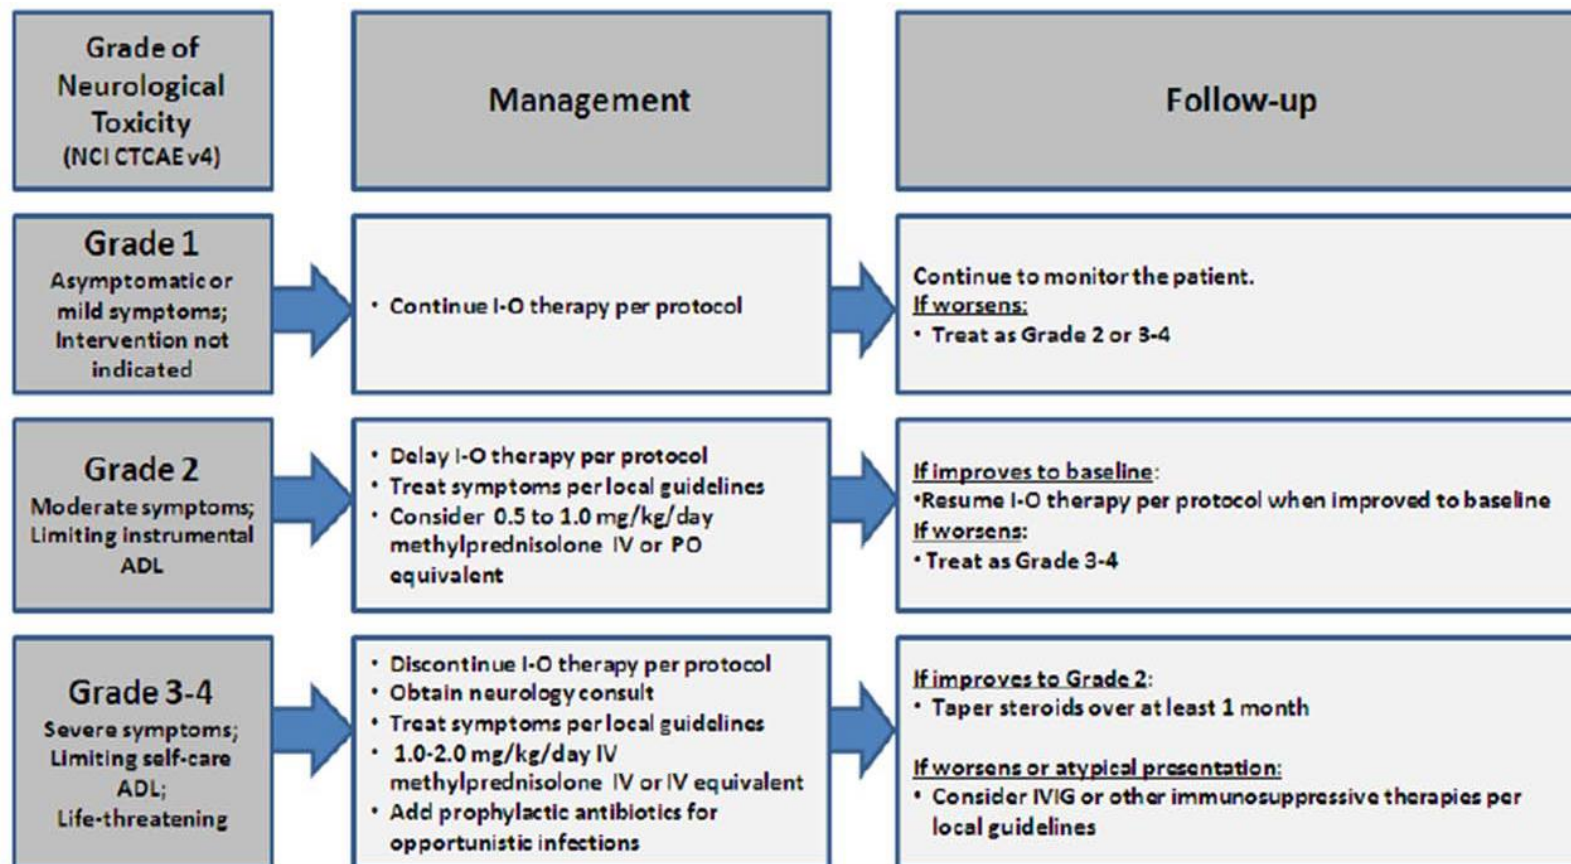 Grade of
Neurological
Toxicity
(NCI CTCAE v4)
Management
Follow-up
Grade 1
Asymptomatic or
mild symptoms;
Intervention not
indicated
• Continue I-O therapy per protocol
Continue to monitor the patient.
If worsens:
• Treat as Grade 2 or 3-4
Grade 2
Moderate symptoms;
Limiting instrumental
ADL
• Delay I-O therapy per protocol
• Treat symptoms per local guidelines
• Consider 0.5 to 1.0 mg/kg/day
methylprednisolone IV or PO
equivalent
If improves to baseline:
•Resume I-O therapy per protocol when improved to baseline
If worsens:
• Treat as Grade 3-4
Grade 3-4
Severe symptoms;
Limiting self-care
ADL;
Life-threatening
• Discontinue I-O therapy per protocol
• Obtain neurology consult
• Treat symptoms per local guidelines
• 1.0-2.0 mg/kg/day IV
methylprednisolone IV or IV equivalent
• Add prophylactic antibiotics for
opportunistic infections
If improves to Grade 2:
• Taper steroids over at least 1 month
If worsens or atypical presentation:
• Consider IVIG or other immunosuppressive therapies per
local guidelines